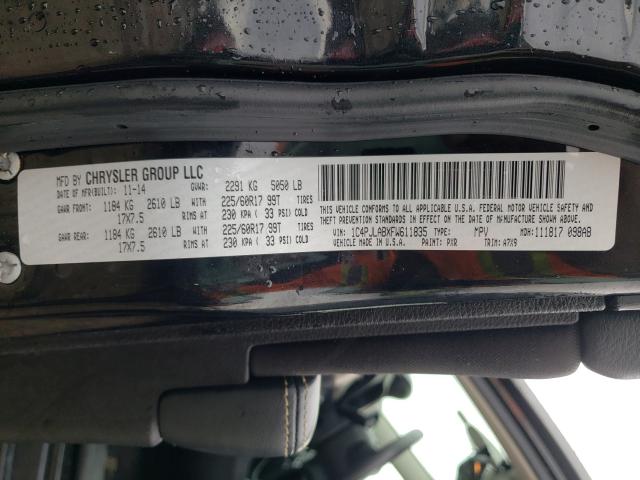 MFD BY CHRYSLER GROUP LLC
DATE OF MFR(BUILT): 11-14 GVWR: 2291 KG 5050 LB
GAWR FRONT: 1184 KG 2610 LB WITH 225/60R17 99T TIRES
17X7.5 RIMS AT 230 KPA ( 33 PSI) COLD
GAWR REAR: 1184 KG 2610 LB WITH 225/60R17 99T TIRES
17X7.5 RIMS AT 230 KPA ( 33 PSI) COLD
THIS VEHICLE CONFORMS TO ALL APPLICABLE U.S.A. FEDERAL MOTOR VEHICLE SAFETY AND
THEFT PREVENTION STANDARDS IN EFFECT ON THE DATE OF MANUFACTURE SHOWN ABOVE
VIN: 1C4PJLABXFW611835 TYPE: MPV MDH:111817 098AB
VEHICLE MADE IN U.S.A. PAINT: PXR TRIM: A7X9